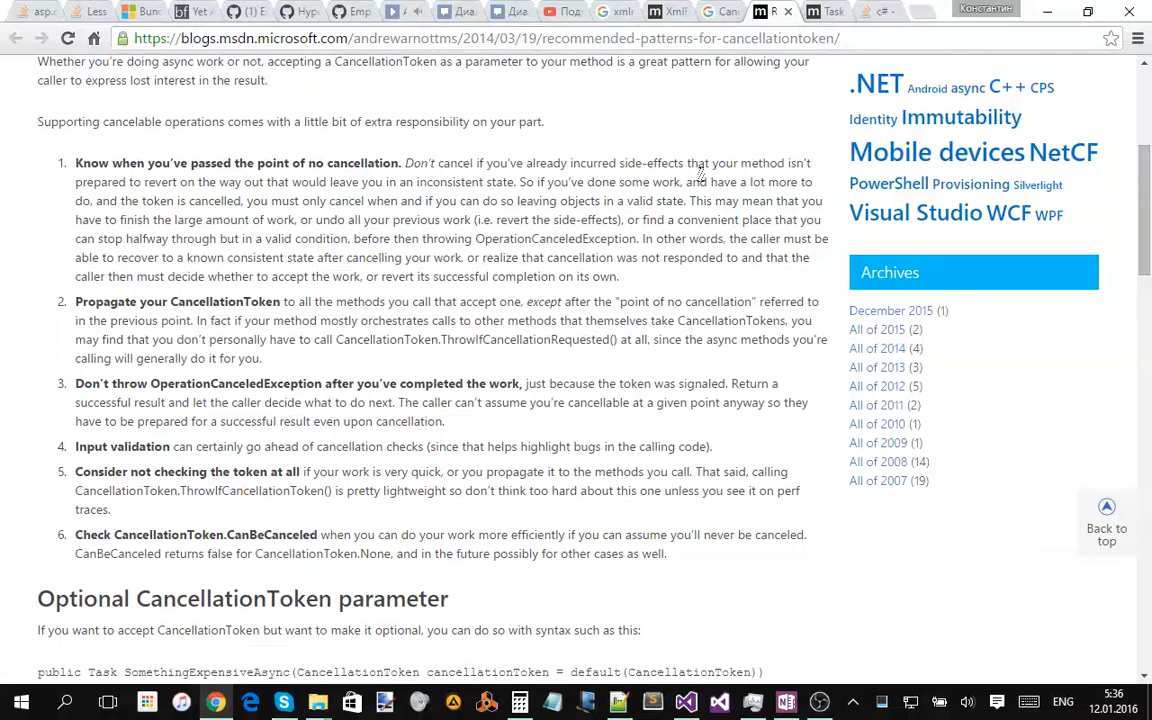 asp.
Less
Bund
Yet
(1) E
Hyp
Emp
Диа
Диа
Под
xmlr
Xmlf
Can
R
Task
c# -
Константин
https://blogs.msdn.microsoft.com/andrewarnottms/2014/03/19/recommended-patterns-for-cancellationtoken/
Whether you're doing async work or not, accepting a CancellationToken as a parameter to your method is a great pattern for allowing your
caller to express lost interest in the result.
Supporting cancelable operations comes with a little bit of extra responsibility on your part.
1. Know when you've passed the point of no cancellation. Don't cancel if you've already incurred side-effects that your method isn't
prepared to revert on the way out that would leave you in an inconsistent state. So if you've done some work, and have a lot more to
do, and the token is cancelled, you must only cancel when and if you can do so leaving objects in a valid state. This may mean that you
have to finish the large amount of work, or undo all your previous work (i.e. revert the side-effects), or find a convenient place that you
can stop halfway through but in a valid condition, before then throwing OperationCanceledException. In other words, the caller must be
able to recover to a known consistent state after cancelling your work, or realize that cancellation was not responded to and that the
caller then must decide whether to accept the work, or revert its successful completion on its own.
2. Propagate your CancellationToken to all the methods you call that accept one, except after the "point of no cancellation" referred to
in the previous point. In fact if your method mostly orchestrates calls to other methods that themselves take CancellationTokens, you
may find that you don't personally have to call CancellationToken.ThrowIfCancellationRequested() at all, since the async methods you're
calling will generally do it for you.
3. Don't throw OperationCanceledException after you've completed the work, just because the token was signaled. Return a
successful result and let the caller decide what to do next. The caller can't assume you're cancellable at a given point anyway so they
have to be prepared for a successful result even upon cancellation.
4. Input validation can certainly go ahead of cancellation checks (since that helps highlight bugs in the calling code).
5. Consider not checking the token at all if your work is very quick, or you propagate it to the methods you call. That said, calling
CancellationToken.ThrowIfCancellationToken() is pretty lightweight so don't think too hard about this one unless you see it on perf
traces.
6. Check CancellationToken.CanBeCanceled when you can do your work more efficiently if you can assume you'll never be canceled.
CanBeCanceled returns false for CancellationToken.None, and in the future possibly for other cases as well.
Optional CancellationToken parameter
If you want to accept CancellationToken but want to make it optional, you can do so with syntax such as this:
public Task SomethingExpensiveAsync(CancellationToken cancellationToken = default(CancellationToken))
.NET Android async C++ CPS
Identity Immutability
Mobile devices NetCF
PowerShell Provisioning Silverlight
Visual Studio WCF WPF
Archives
December 2015 (1)
All of 2015 (2)
All of 2014 (4)
All of 2013 (3)
All of 2012 (5)
All of 2011 (2)
All of 2010 (1)
All of 2009 (1)
All of 2008 (14)
All of 2007 (19)
Back to
top
ENG
5:36
12.01.2016